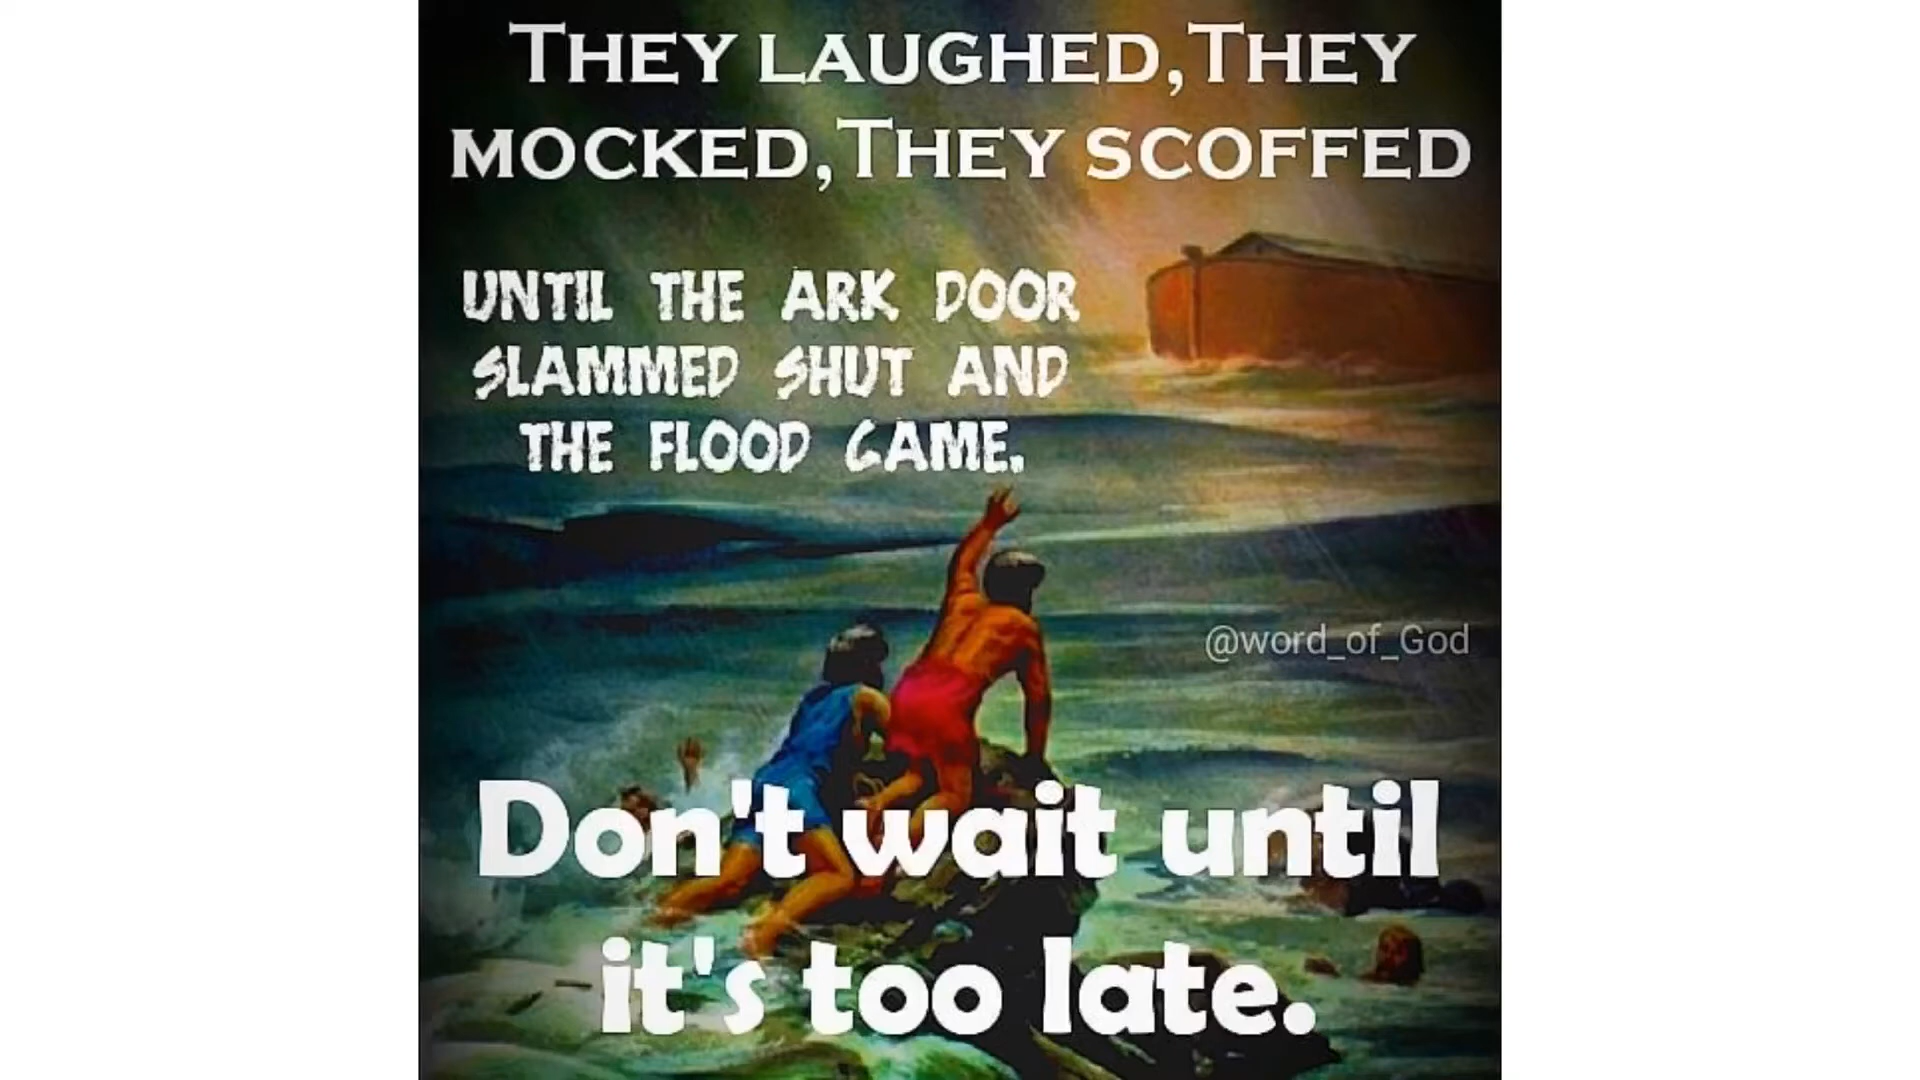 They laughed,They
mocked,They scoffed
UNTIL THE ARK DOOR
SLAMMED SHUT AND
THE FLOOD CAME.
@word_of_God
Don't wait until
it's too late.